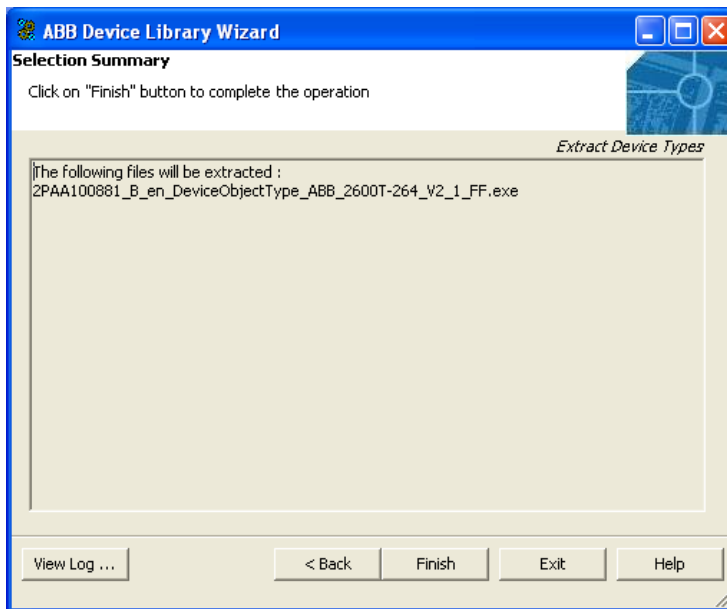 ABB Device Library Wizard
Selection Summary
Click on "Finish" button to complete the operation
Extract Device Types
The following files will be extracted :
2PAA100881_B_en_DeviceObjectType_ABB_2600T-264_V2_1_FF.exe
View Log ...
< Back
Finish
Exit
Help